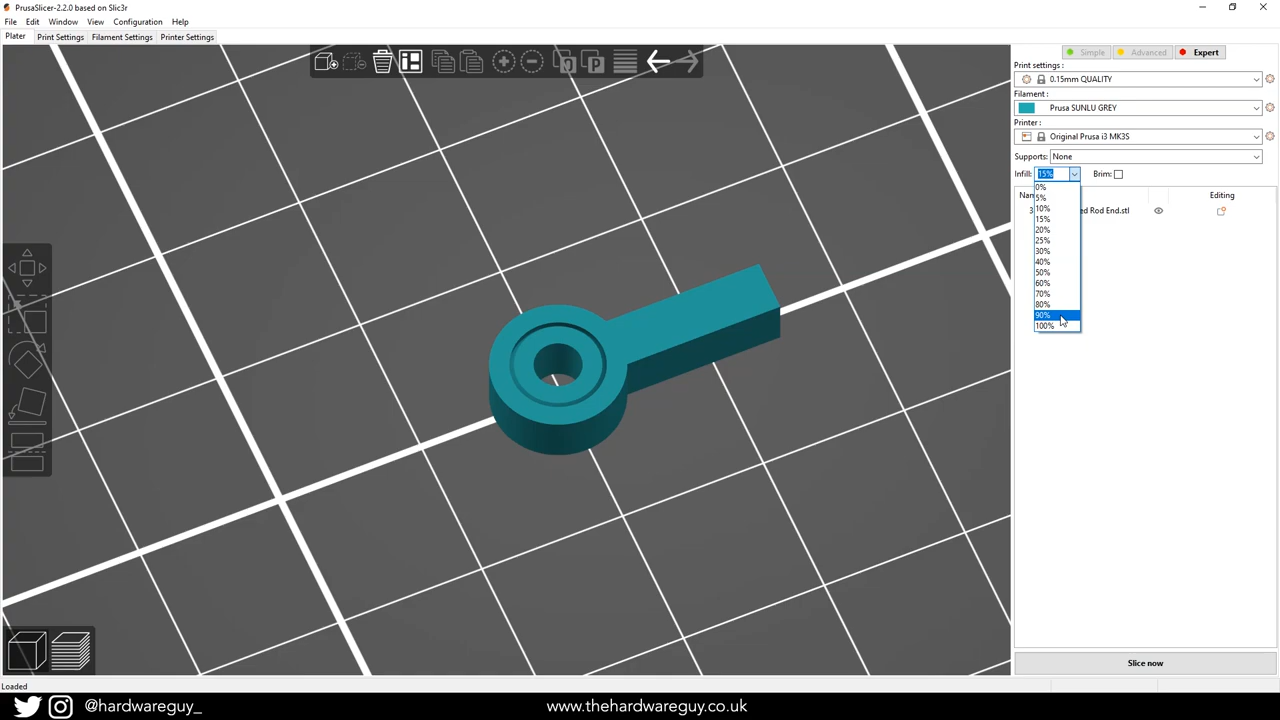 PrusaSlicer-2.2.0 based on Slic3r
File Edit Window View Configuration Help
Plater Print Settings Filament Settings Printer Settings
Simple Advanced Expert
Print settings :
0.15mm QUALITY
Filament :
Prusa SUNLU GREY
Printer :
Original Prusa i3 MK3S
Supports: None
Infill: 15% Brim:
0%
5%
10%
15%
20%
25%
30%
40%
50%
60%
70%
80%
90%
100%
Editing
Rod End.stl
Slice now
Loaded
@hardwareguy_ www.thehardwareguy.co.uk